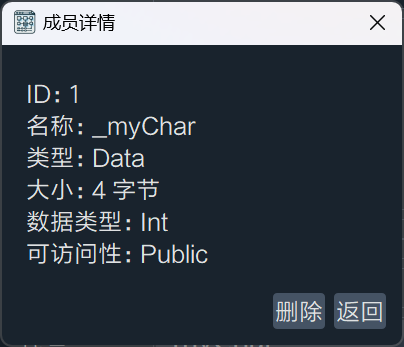 成员详情
ID: 1
名称: _myChar
类型: Data
大小: 4 字节
数据类型: Int
可访问性: Public
删除 返回